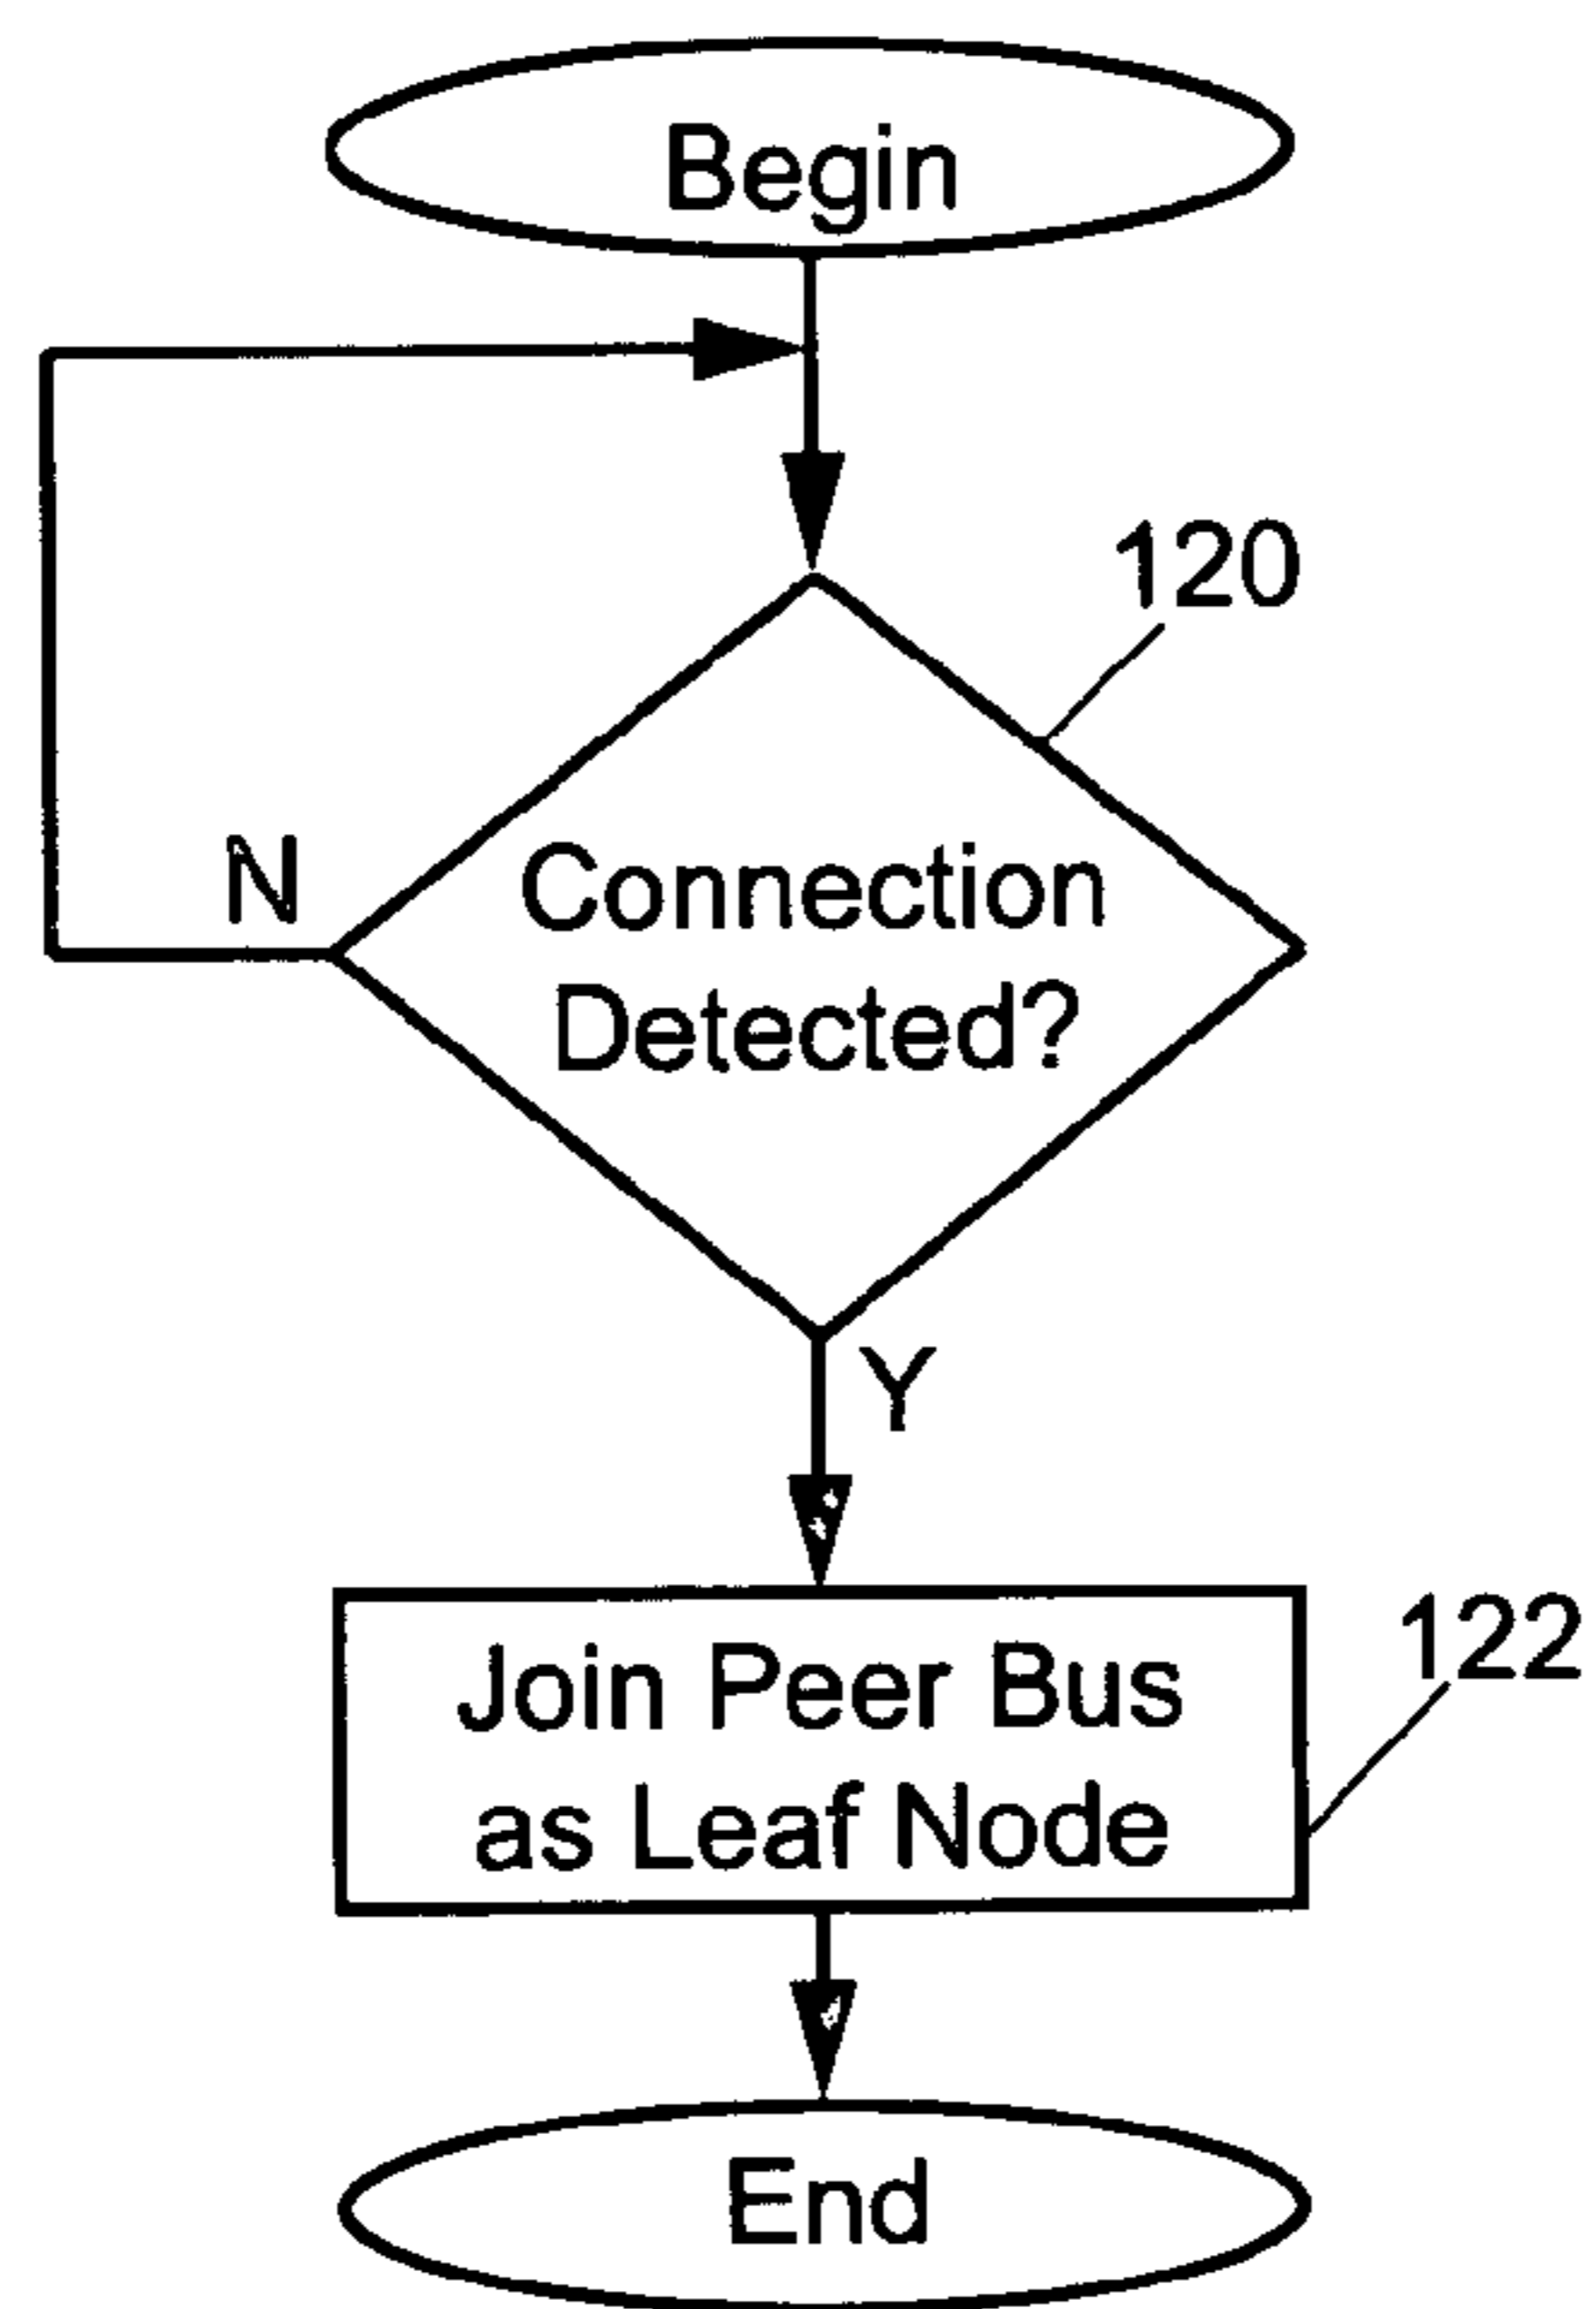 Begin
120
N
Connection
Detected?
Y
Join Peer Bus
as Leaf Node
122
End